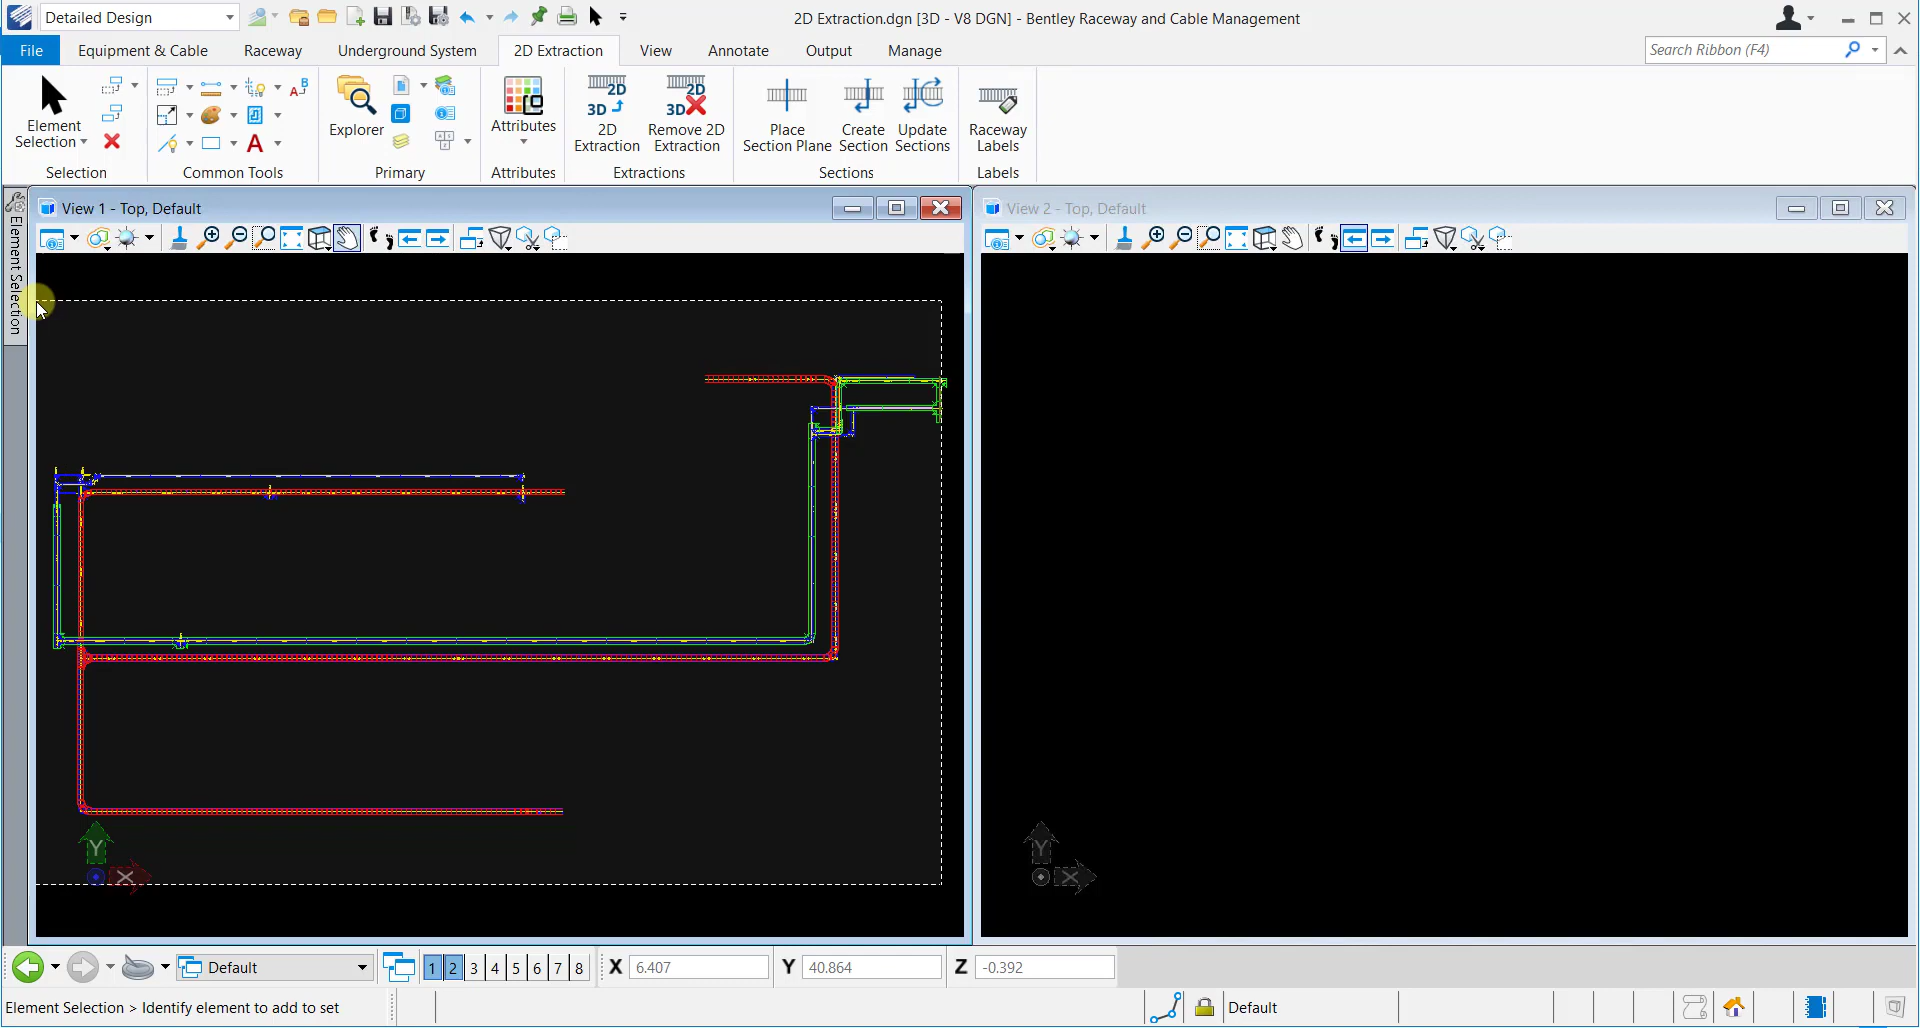 Detailed Design
2D Extraction.dgn [3D - V8 DGN] - Bentley Raceway and Cable Management
File
Equipment & Cable
Raceway
Underground System
2D Extraction
View
Annotate
Output
Manage
Search Ribbon (F4)
Element
Selection
Explorer
Attributes
2D
Extraction
Remove 2D
Extraction
Place
Section Plane
Create
Section
Update
Sections
Raceway
Labels
Selection
Common Tools
Primary
Attributes
Extractions
Sections
Labels
Element Selection
View 1 - Top, Default
View 2 - Top, Default
Y
X
Y
X
Default
1 2 3 4 5 6 7 8
X 6.407
Y 40.864
Z -0.392
Element Selection > Identify element to add to set
Default